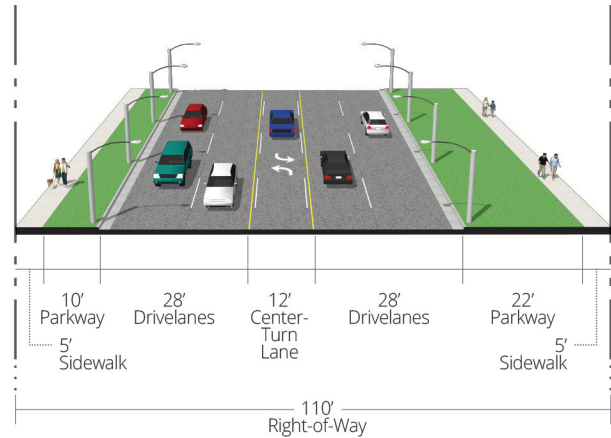 10’
Parkway
28’
Drivelanes
12’
Center-
Turn
Lane
28’
Drivelanes
22’
Parkway
5’
Sidewalk
5’
Sidewalk
110’
Right-of-Way